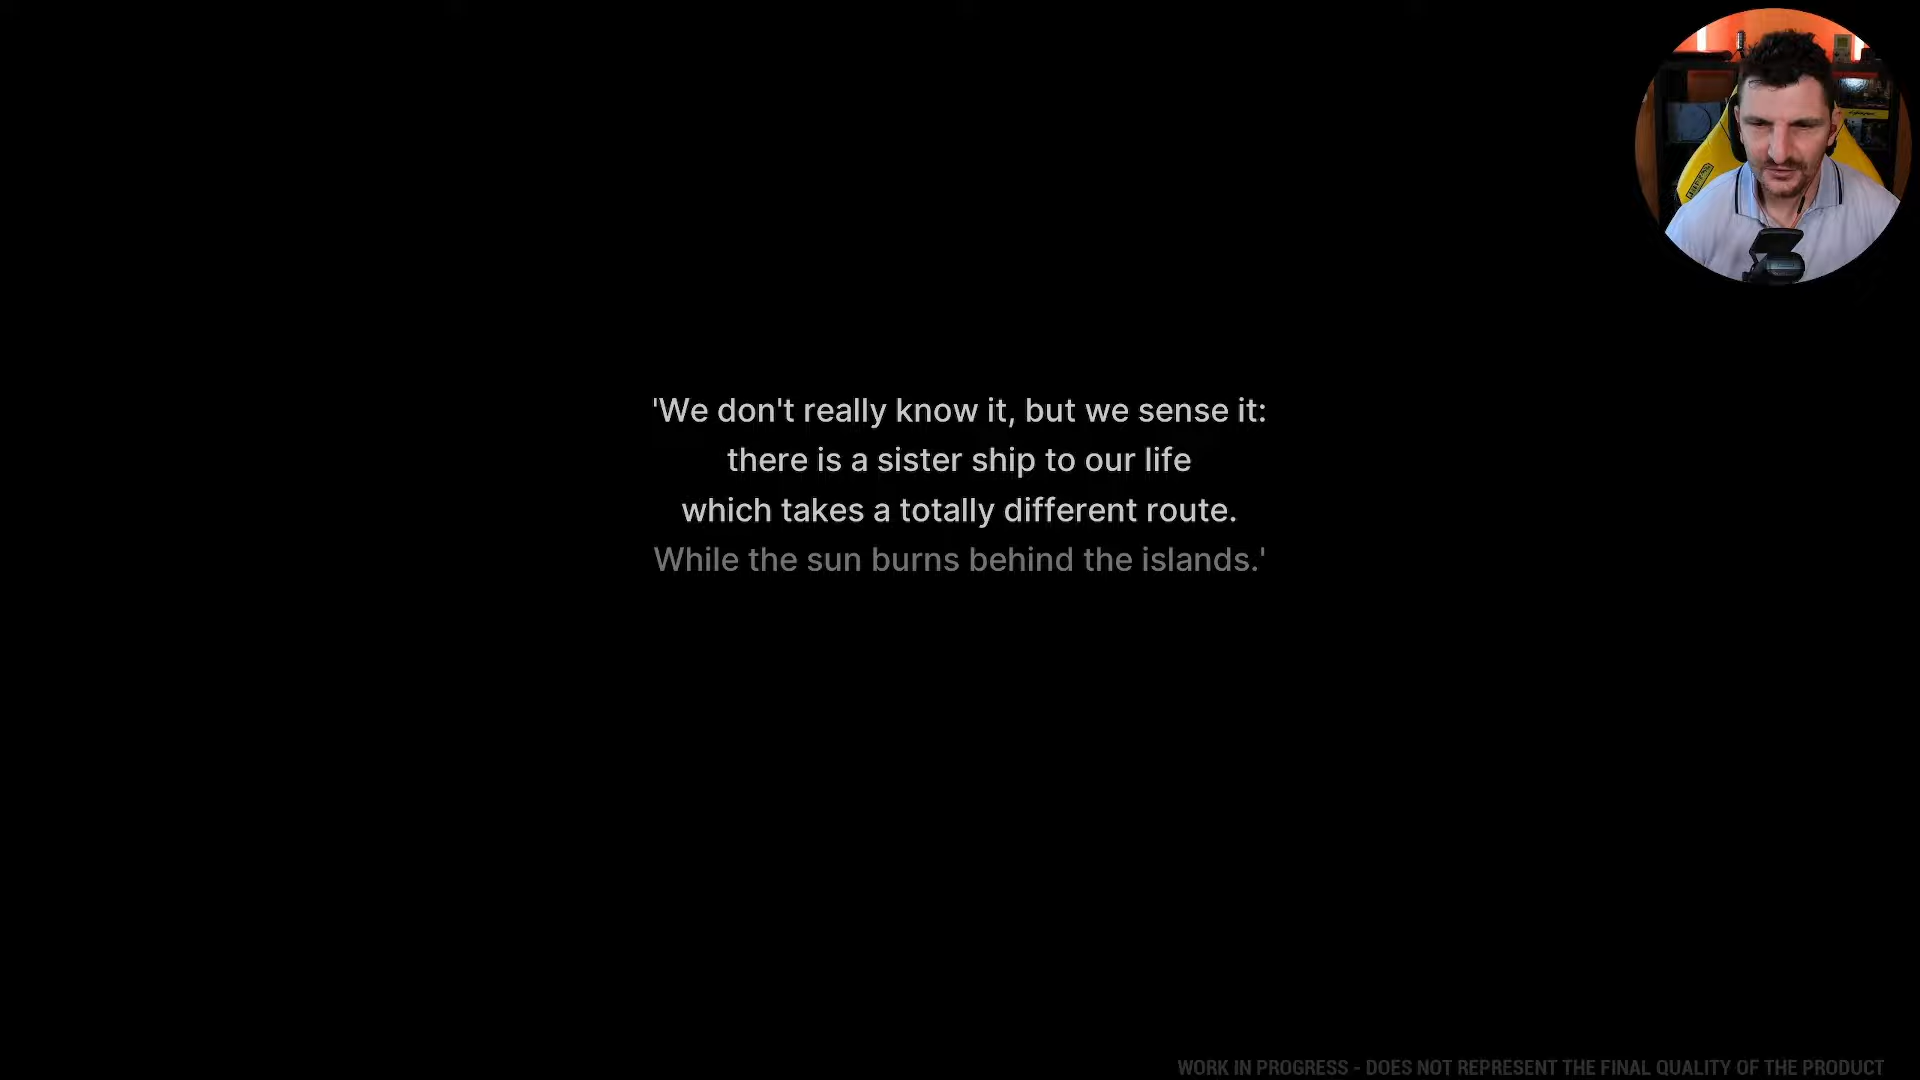 'We don't really know it, but we sense it:
there is a sister ship to our life
which takes a totally different route.
While the sun burns behind the islands.'
WORK IN PROGRESS - DOES NOT REPRESENT THE FINAL QUALITY OF THE PRODUCT